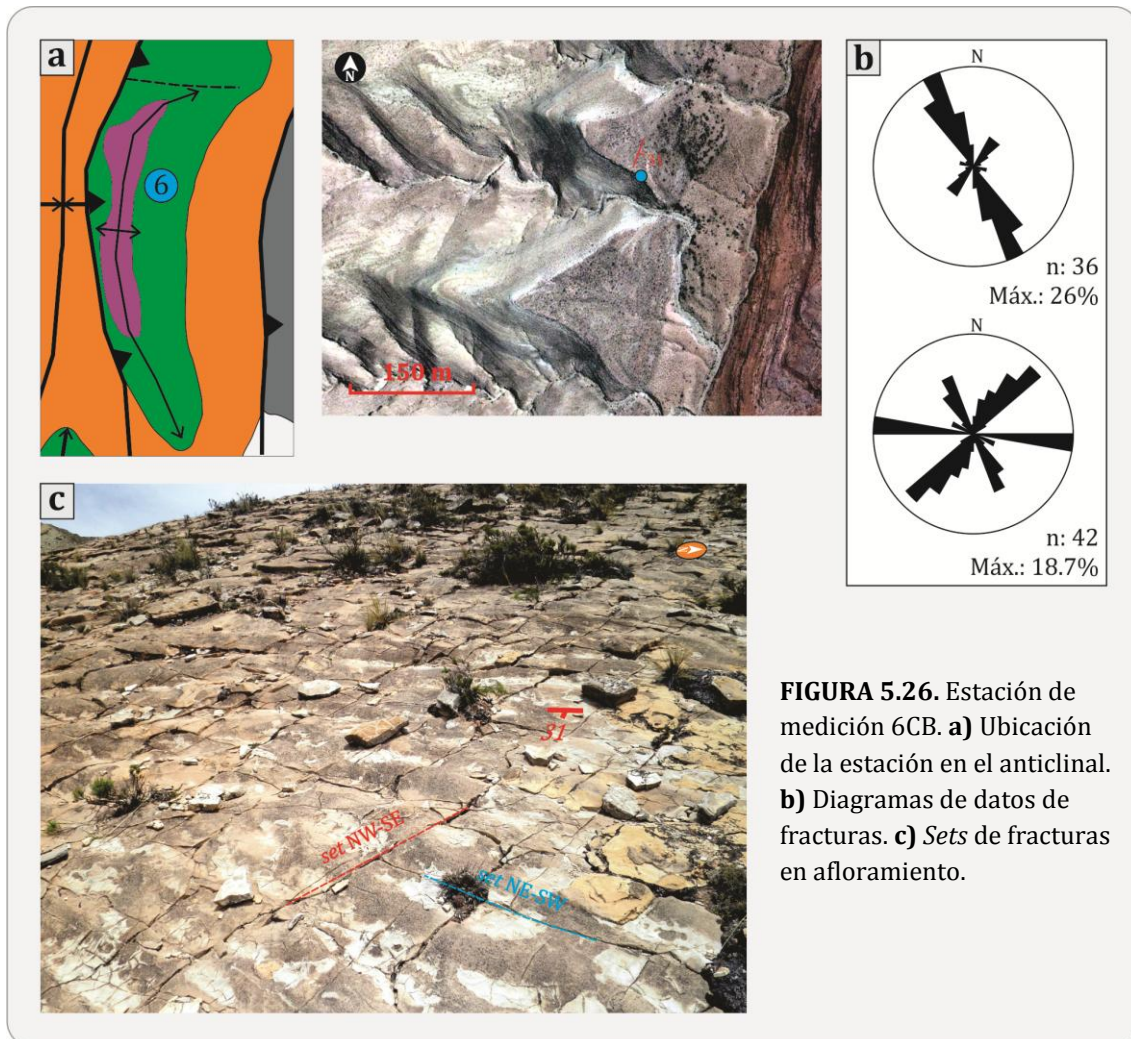 a
6
N
150 m
31
b
N
n: 36
Máx.: 26%
N
n: 42
Máx.: 18.7%
c
31
set NW-SE
set NE-SW
FIGURA 5.26. Estación de
medición 6CB. a) Ubicación
de la estación en el anticlinal.
b) Diagramas de datos de
fracturas. c) Sets de fracturas
en afloramiento.